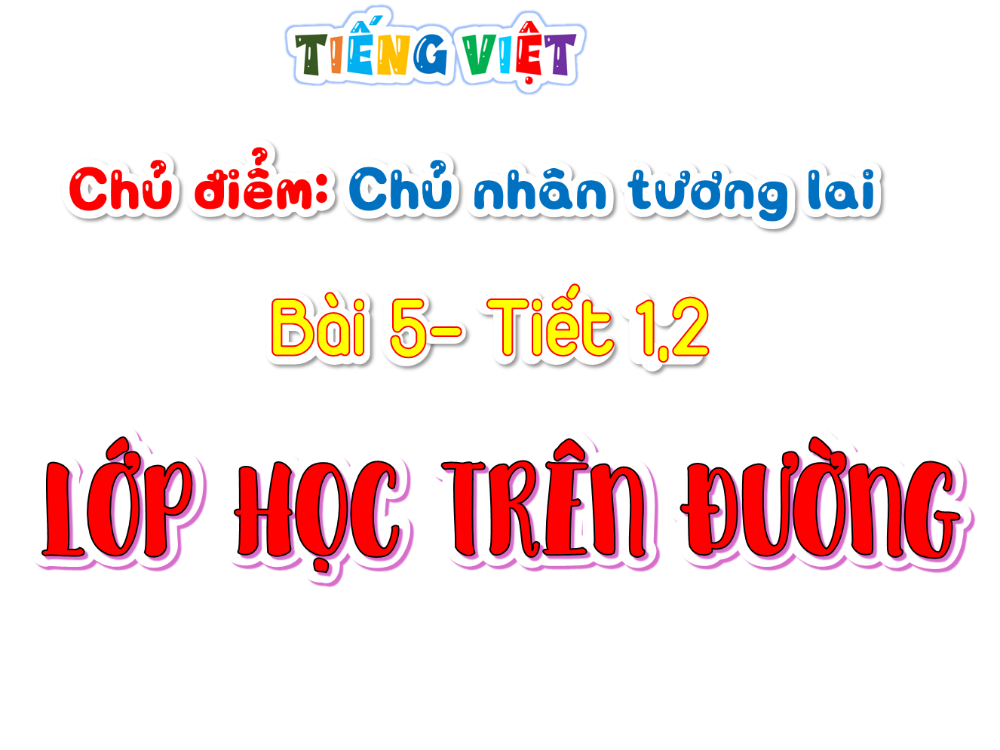 TIẾNG VIỆT
Chủ điểm: Chủ nhân tương lai
Bài 5- Tiết 1,2
LỚP HỌC TRÊN ĐƯỜNG